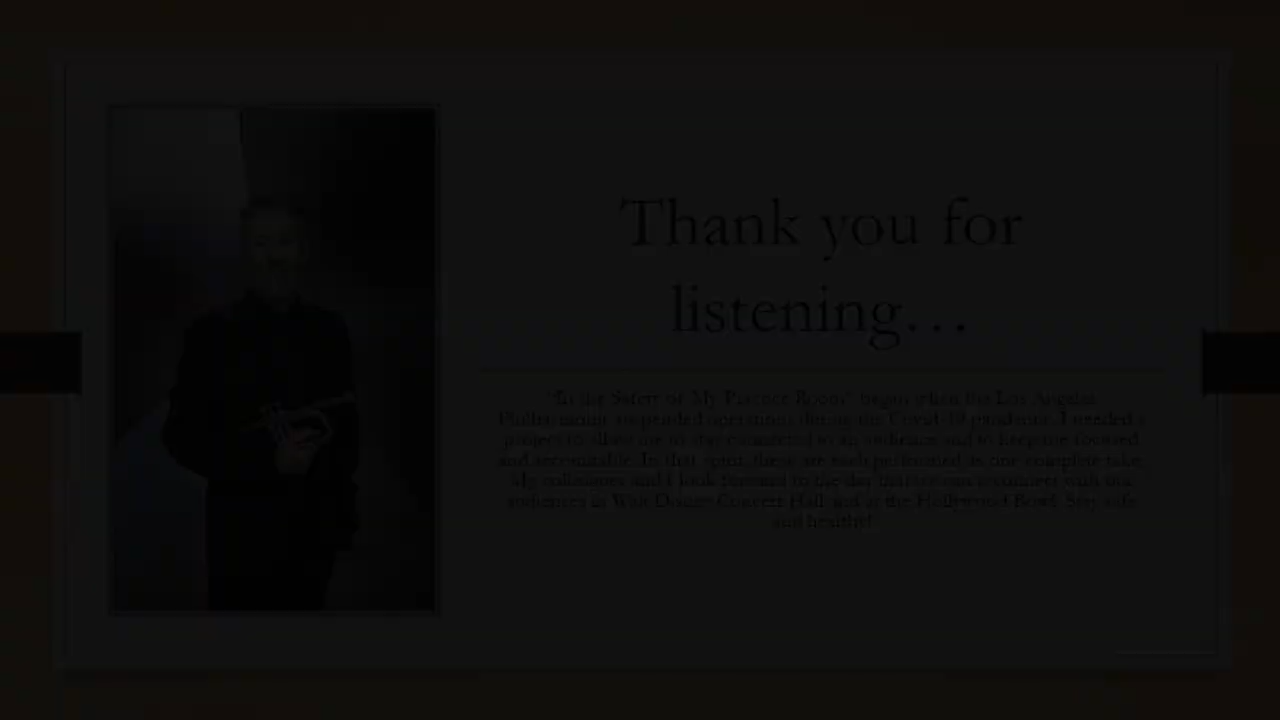 Thank you for
listening…
"In the Safety of My Practice Room" began when the Los Angeles
Philharmonic suspended operations during the Covid-19 pandemic. I needed a
project to allow me to stay connected to an audience and to keep me focused
and accountable. In that spirit, these are each performed as one complete take.
My colleagues and I look forward to the day that we can reconnect with our
audiences in Walt Disney Concert Hall and at the Hollywood Bowl. Stay safe
and healthy!